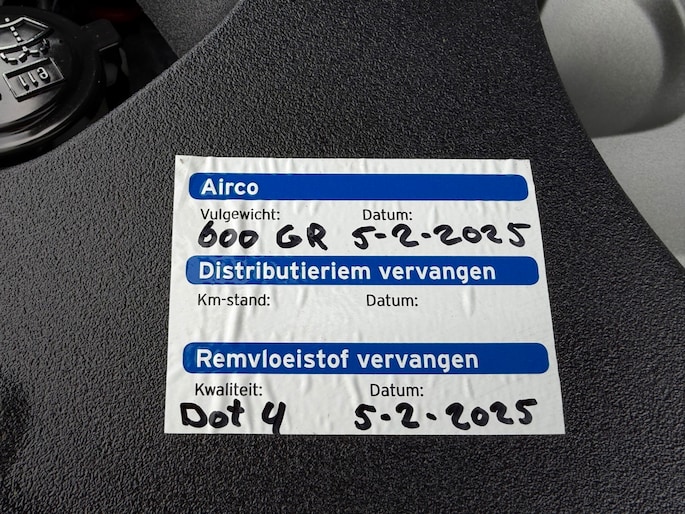 Airco
Vulgewicht: Datum:
600 GR 5-2-2025
Distributieriem vervangen
Km-stand: Datum:
Remvloeistof vervangen
Kwaliteit: Datum:
Dot 4 5-2-2025